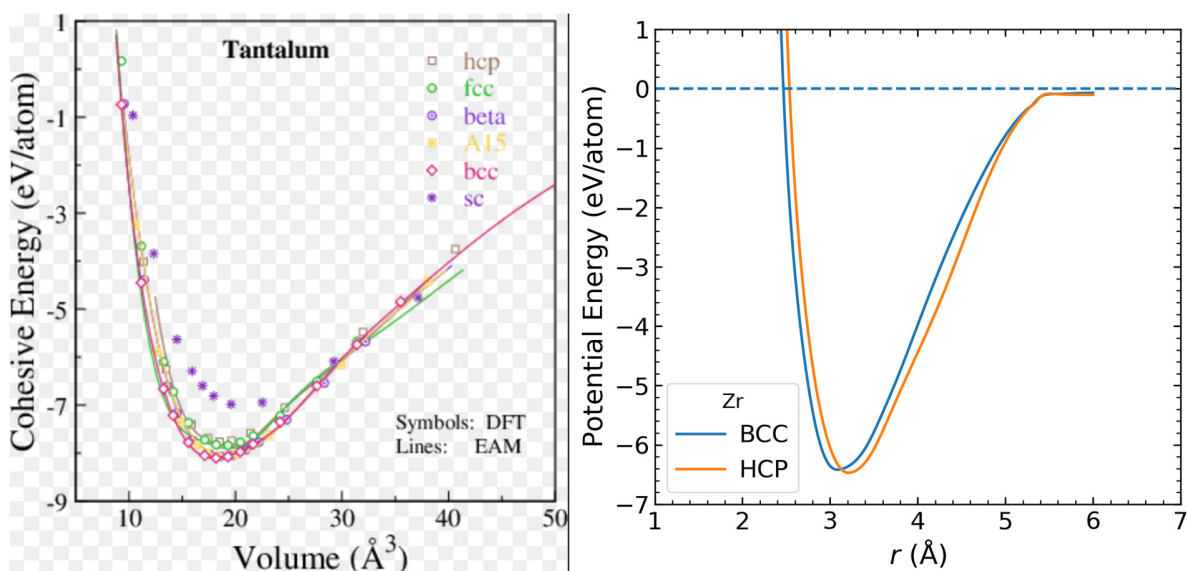 Tantalum
hcp
fcc
beta
A15
bcc
sc
Symbols: DFT
Lines: EAM
Cohesive Energy (eV/atom)
1
-1
-3
-5
-7
-9
10
20
30
40
50
Volume (Å³)
Potential Energy (eV/atom)
1
0
−1
−2
−3
−4
−5
−6
−7
Zr
BCC
HCP
1
2
3
4
5
6
7
r (Å)